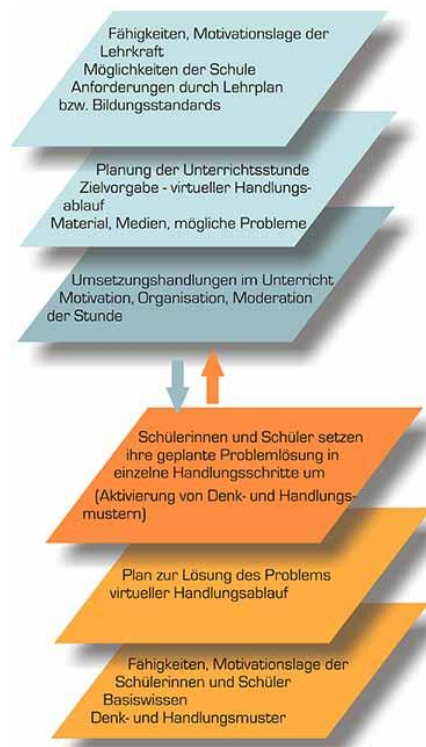 Fähigkeiten, Motivationslage der
Lehrkraft
Möglichkeiten der Schule
Anforderungen durch Lehrplan
bzw. Bildungsstandards
Planung der Unterrichtsstunde
Zielvorgabe - virtueller Handlungs-
ablauf
Material, Medien, mögliche Probleme
Umsetzungshandlungen im Unterricht
Motivation, Organisation, Moderation
der Stunde
Schülerinnen und Schüler setzen
ihre geplante Problemlösung in
einzelne Handlungsschritte um
(Aktivierung von Denk- und Handlungs-
mustern)
Plan zur Lösung des Problems
virtueller Handlungsablauf
Fähigkeiten, Motivationslage der
Schülerinnen und Schüler
Basiswissen
Denk- und Handlungsmuster